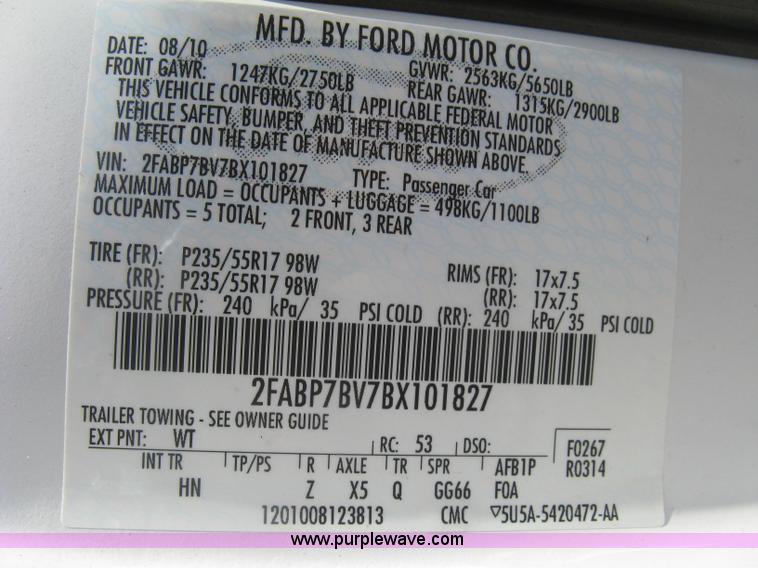 MFD. BY FORD MOTOR CO.
DATE: 08/10 GVWR: 2563KG/5650LB
FRONT GAWR: 1247KG/2750LB REAR GAWR: 1315KG/2900LB
THIS VEHICLE CONFORMS TO ALL APPLICABLE FEDERAL MOTOR
VEHICLE SAFETY, BUMPER, AND THEFT PREVENTION STANDARDS
IN EFFECT ON THE DATE OF MANUFACTURE SHOWN ABOVE.
VIN: 2FABP7BV7BX101827 TYPE: Passenger Car
MAXIMUM LOAD = OCCUPANTS + LUGGAGE = 498KG/1100LB
OCCUPANTS = 5 TOTAL; 2 FRONT, 3 REAR
TIRE (FR): P235/55R17 98W RIMS (FR): 17x7.5
(RR): P235/55R17 98W (RR): 17x7.5
PRESSURE (FR): 240 kPa/ 35 PSI COLD (RR): 240 kPa/ 35 PSI COLD
2FABP7BV7BX101827
TRAILER TOWING - SEE OWNER GUIDE
EXT PNT: WT RC: 53 DSO: F0267
INT TR TP/PS R AXLE TR SPR AFB1P R0314
HN Z X5 Q GG66 F0A
1201008123813 CMC ▽5U5A-5420472-AA
www.purplewave.com